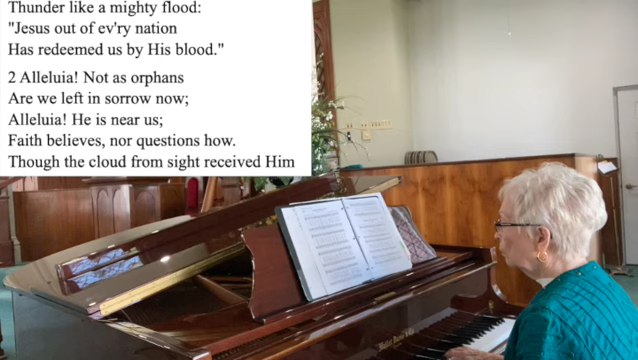 Thunder like a mighty flood:
"Jesus out of ev'ry nation
Has redeemed us by His blood."
2 Alleluia! Not as orphans
Are we left in sorrow now;
Alleluia! He is near us;
Faith believes, nor questions how.
Though the cloud from sight received Him